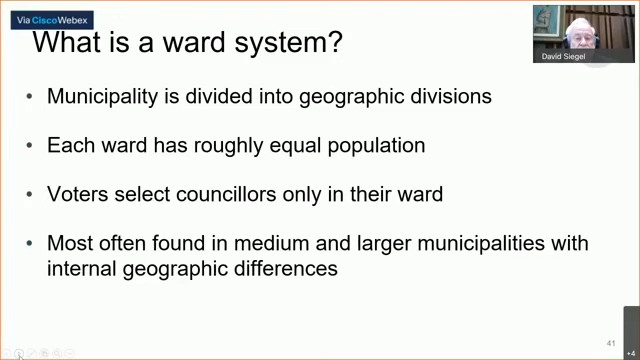 Via CiscoWebex
What is a ward system?
David Siegel
• Municipality is divided into geographic divisions
• Each ward has roughly equal population
• Voters select councillors only in their ward
• Most often found in medium and larger municipalities with
internal geographic differences
41
+4